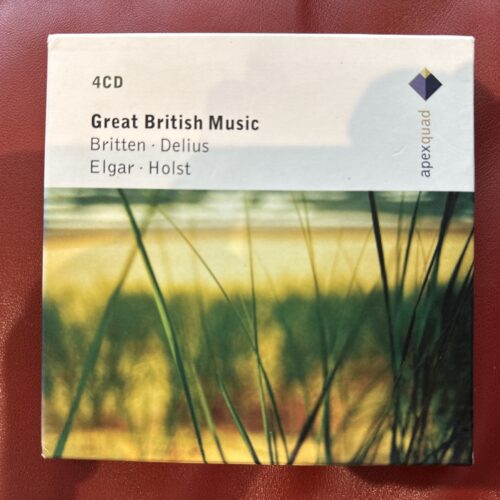 4CD
Great British Music
Britten · Delius
Elgar · Holst
apexquad